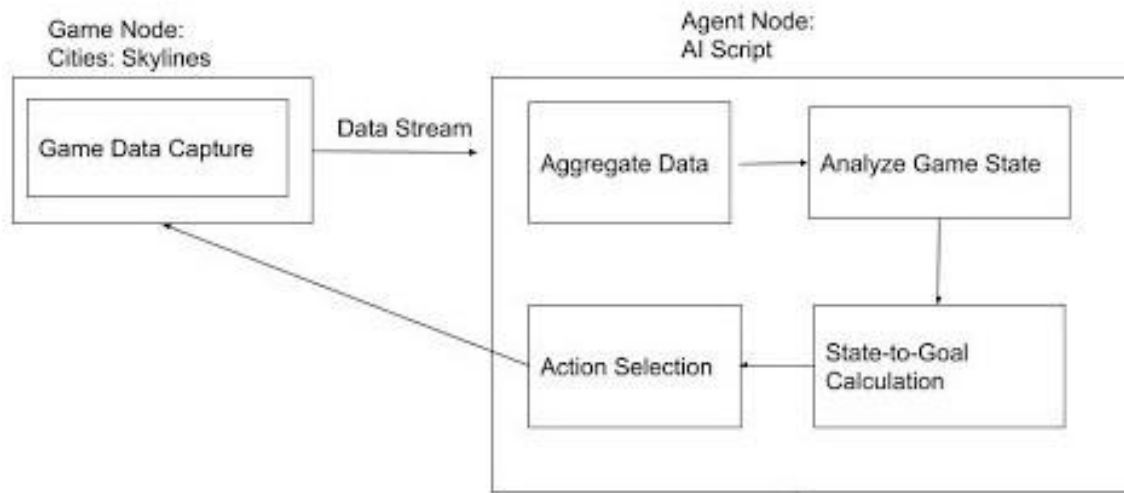 Game Node:
Cities: Skylines
Agent Node:
AI Script
Game Data Capture
Data Stream
Aggregate Data
Analyze Game State
Action Selection
State-to-Goal
Calculation